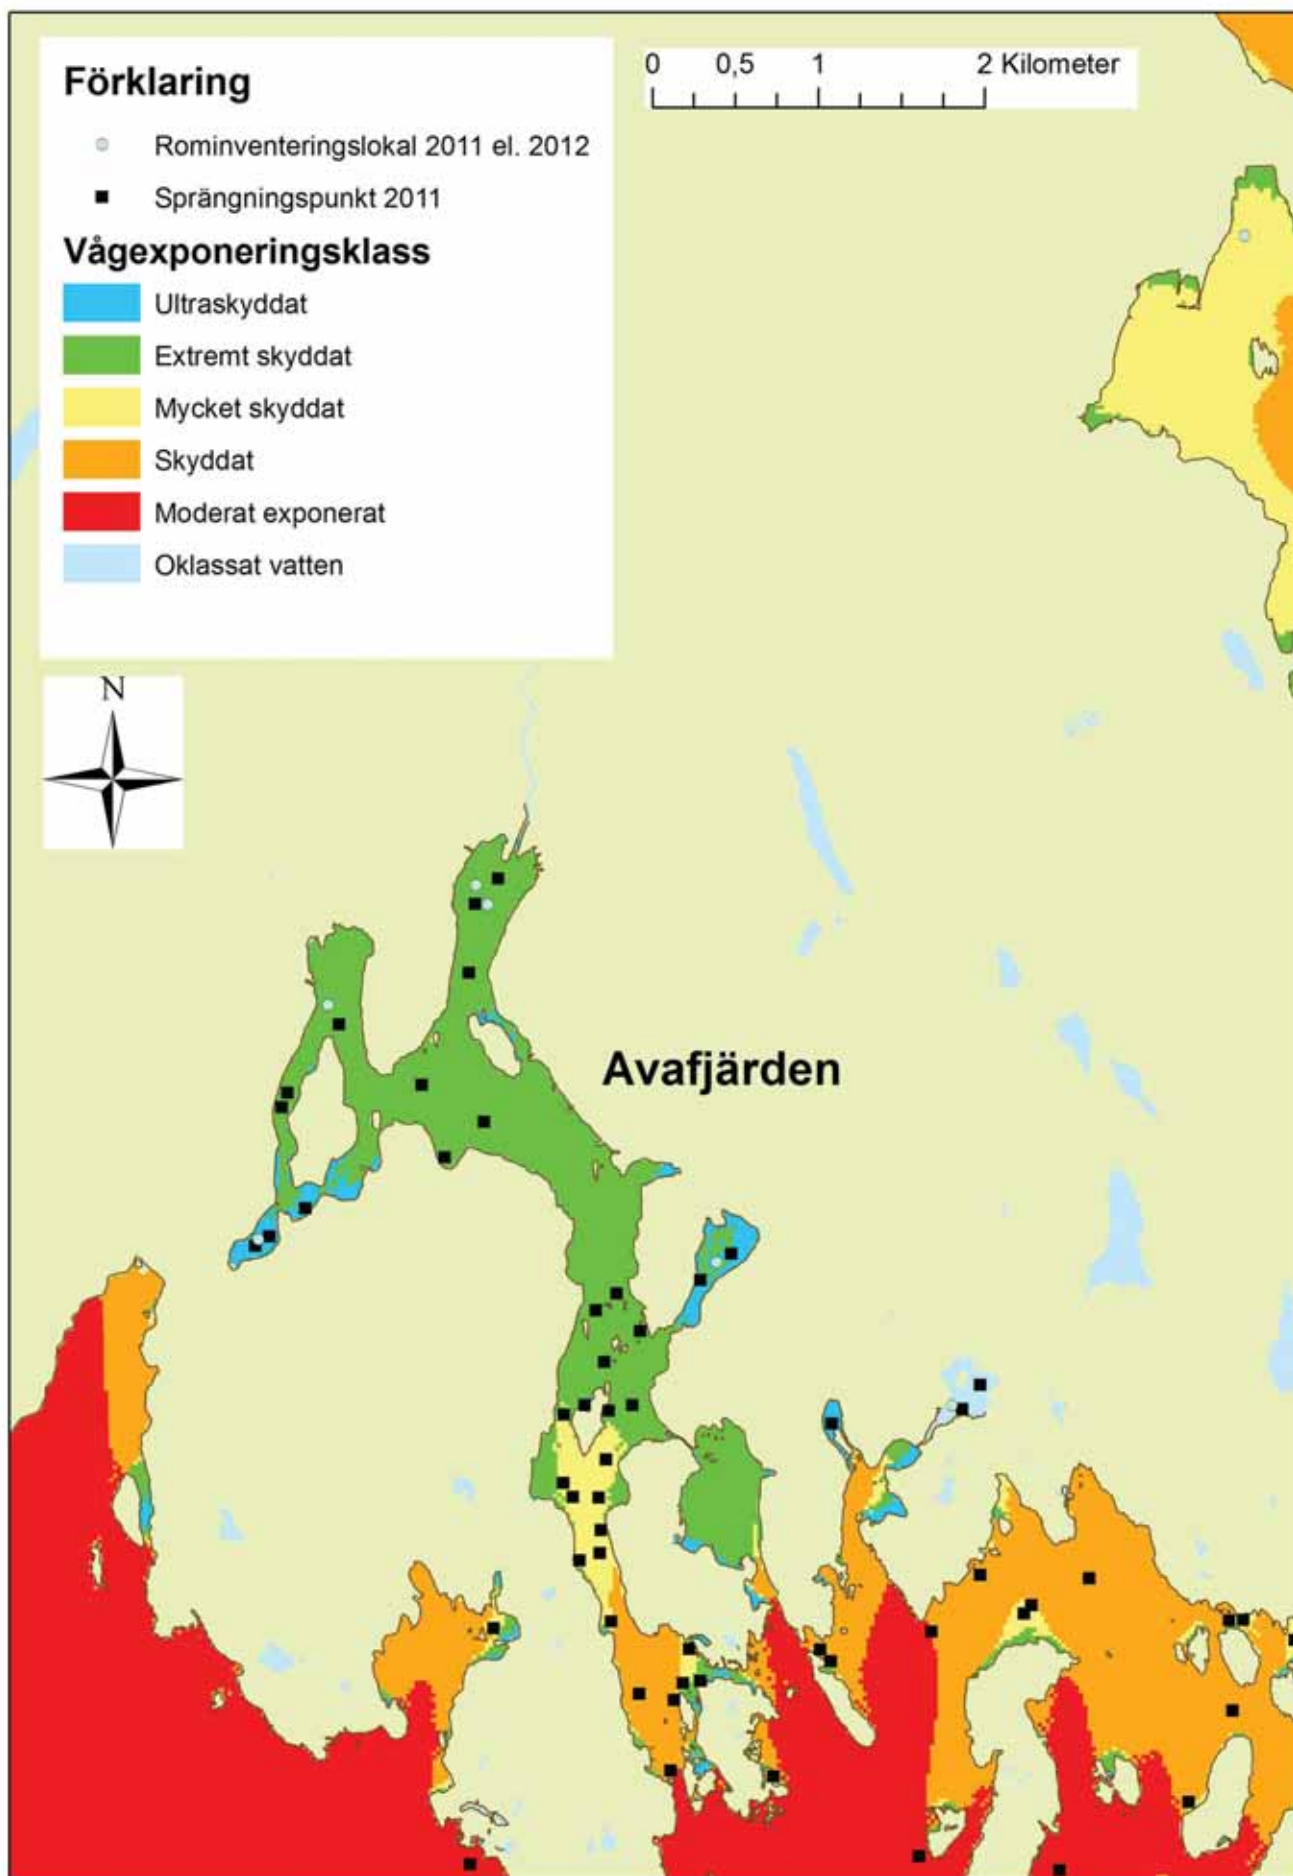 Förklaring
Rominventeringslokal 2011 el. 2012
Sprängningspunkt 2011
Vågexponeringsklass
Ultraskyddat
Extremt skyddat
Mycket skyddat
Skyddat
Moderat exponerat
Oklassat vatten
0 0,5 1 2 Kilometer
N
Avafjärden